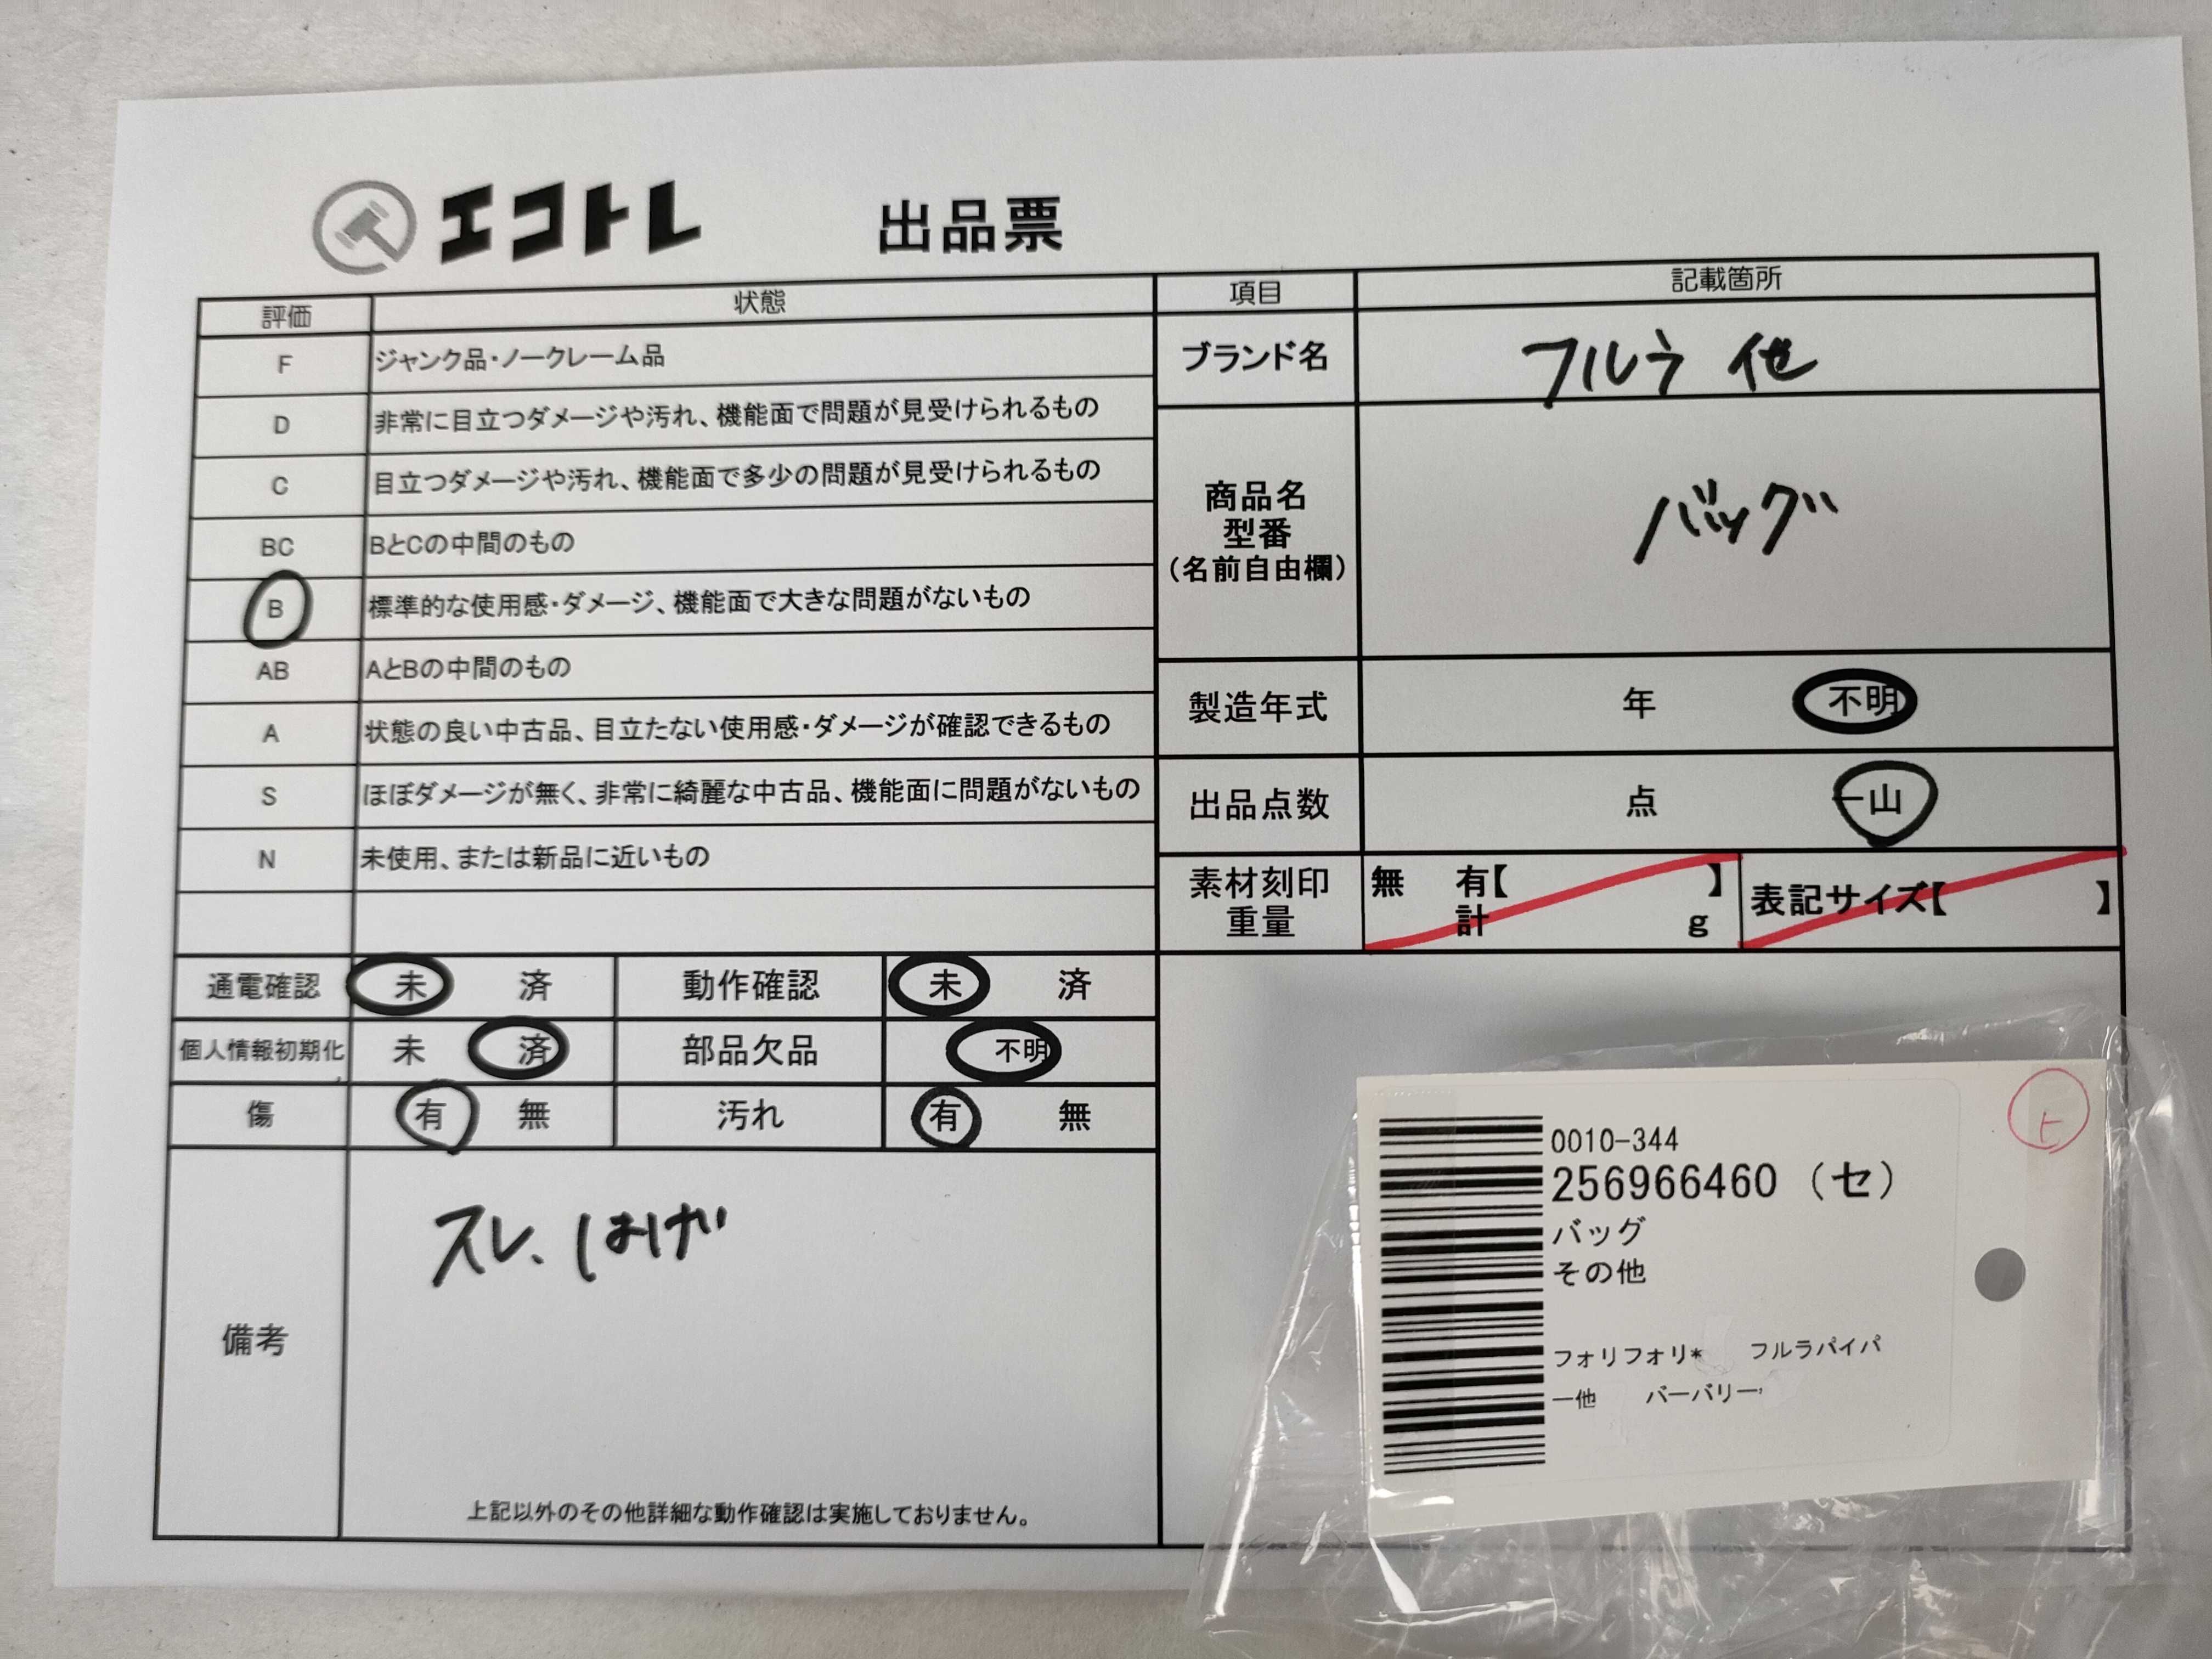 エコトレ 出品票
評価 状態
F ジャンク品・ノークレーム品
D 非常に目立つダメージや汚れ、機能面で問題が見受けられるもの
C 目立つダメージや汚れ、機能面で多少の問題が見受けられるもの
BC BとCの中間のもの
B 標準的な使用感・ダメージ、機能面で大きな問題がないもの
AB AとBの中間のもの
A 状態の良い中古品、目立たない使用感・ダメージが確認できるもの
S ほぼダメージが無く、非常に綺麗な中古品、機能面に問題がないもの
N 未使用、または新品に近いもの
項目 記載箇所
ブランド名 フルラ 他
商品名
型番
(名前自由欄)
バッグ
製造年式 年 不明
出品点数 点 一山
素材刻印 無 有【 】
重量 計 g
表記サイズ【 】
通電確認 未 済 動作確認 未 済
個人情報初期化 未 済 部品欠品 不明
傷 有 無 汚れ 有 無
備考
スレ、はげ
上記以外のその他詳細な動作確認は実施しておりません。
ヒ
0010-344
256966460 (セ)
バッグ
その他
フォリフォリ* フルラパイパ
ー他 バーバリー